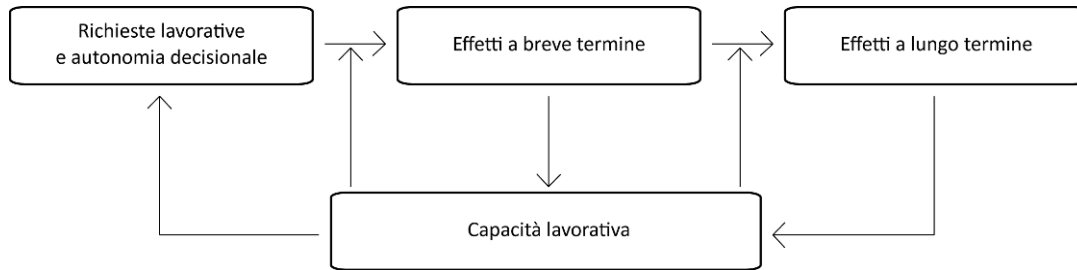 Richieste lavorative
e autonomia decisionale
Effetti a breve termine
Effetti a lungo termine
Capacità lavorativa